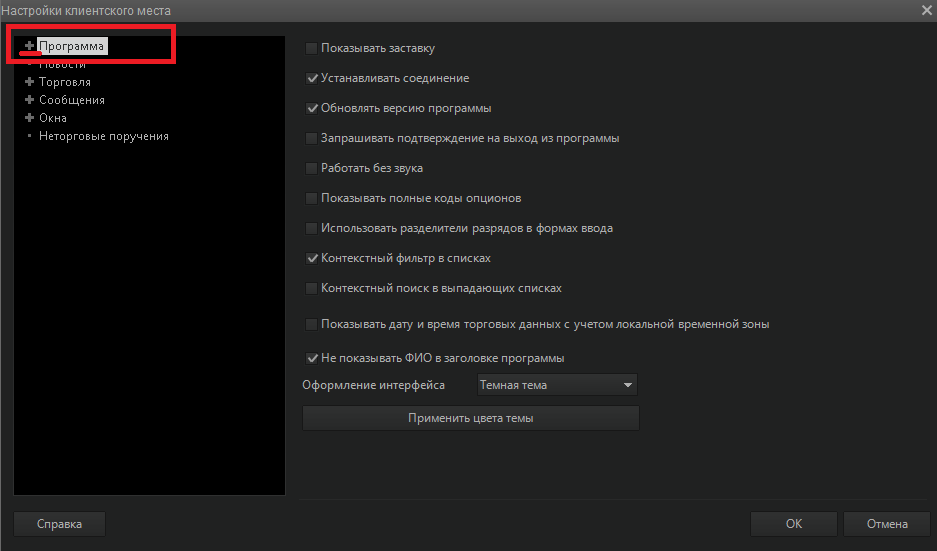 Настройки клиентского места
Программа
Новости
Торговля
Сообщения
Окна
Неторговые поручения
Показывать заставку
Устанавливать соединение
Обновлять версию программы
Запрашивать подтверждение на выход из программы
Работать без звука
Показывать полные коды опционов
Использовать разделители разрядов в формах ввода
Контекстный фильтр в списках
Контекстный поиск в выпадающих списках
Показывать дату и время торговых данных с учетом локальной временной зоны
Не показывать ФИО в заголовке программы
Оформление интерфейса Темная тема
Применить цвета темы
Справка ОК Отмена